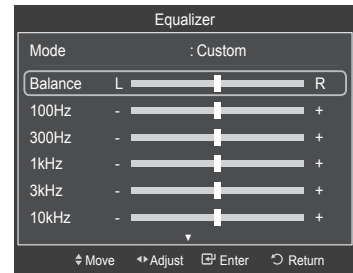 Equalizer
Mode : Custom
Balance L R
100Hz - +
300Hz - +
1kHz - +
3kHz - +
10kHz - +
▼
Move Adjust Enter Return